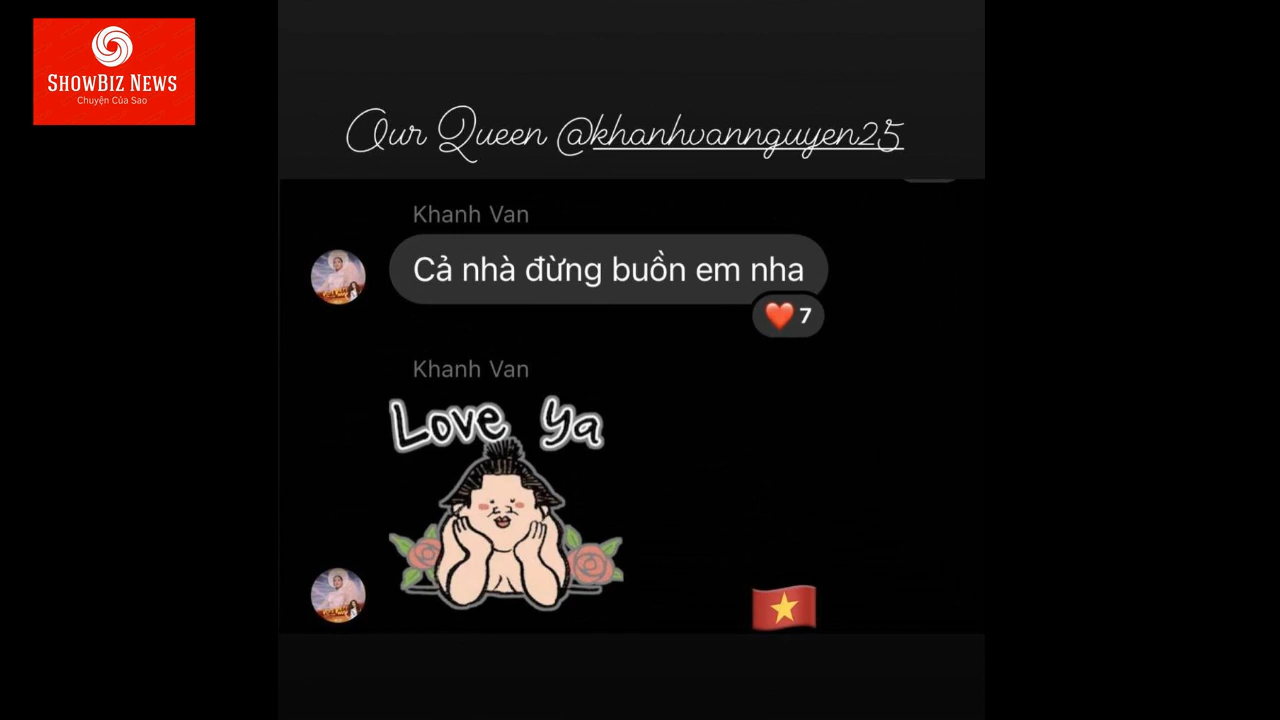 SHOWBIZ NEWS
Chuyện Của Sao
Our Queen @khanhvannguyen25
Khanh Van
Cả nhà đừng buồn em nha
❤️ 7
Khanh Van
Love Ya